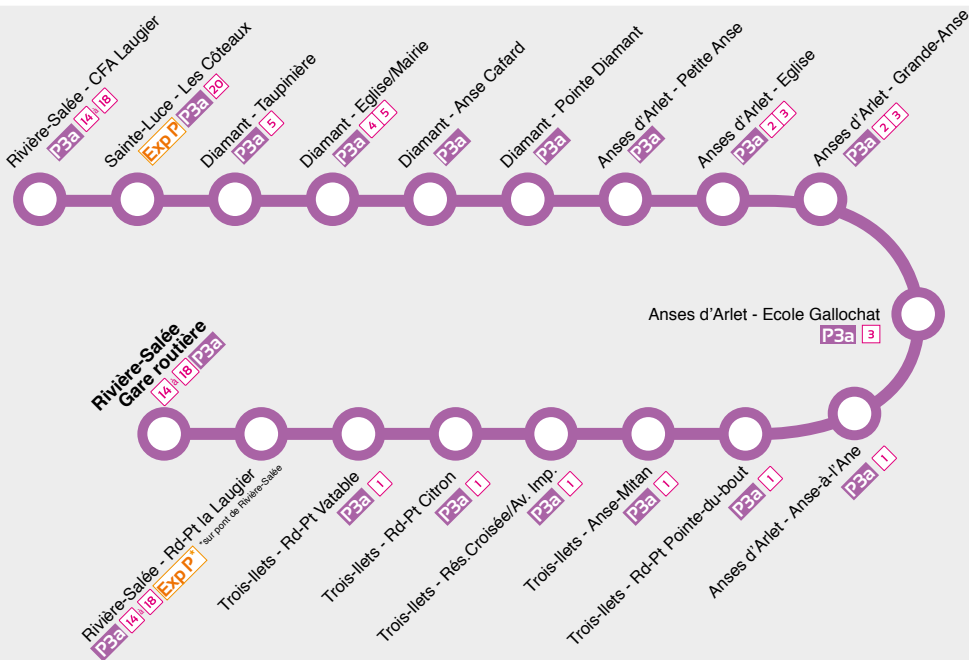 Rivière-Salée - CFA Laugier
P3a 14 à 18
Sainte-Luce - Les Côteaux
Exp P P3a 20
Diamant - Taupinière
P3a 5
Diamant - Eglise/Mairie
P3a 4 5
Diamant - Anse Cafard
P3a
Diamant - Pointe Diamant
P3a
Anses d'Arlet - Petite Anse
P3a
Anses d'Arlet - Eglise
P3a 2 3
Anses d'Arlet - Grande-Anse
P3a 2 3
Anses d'Arlet - Ecole Gallochat
P3a 3
Rivière-Salée
Gare routière
14 à 18 P3a
Rivière-Salée - Rd-Pt la Laugier
*sur pont de Rivière-Salée
P3a 14 à 18 Exp P*
Trois-Ilets - Rd-Pt Vatable
P3a 1
Trois-Ilets - Rd-Pt Citron
P3a 1
Trois-Ilets - Rés.Croisée/Av. Imp.
P3a 1
Trois-Ilets - Anse-Mitan
P3a 1
Trois-Ilets - Rd-Pt Pointe-du-bout
P3a 1
Anses d'Arlet - Anse-à-l'Ane
P3a 1